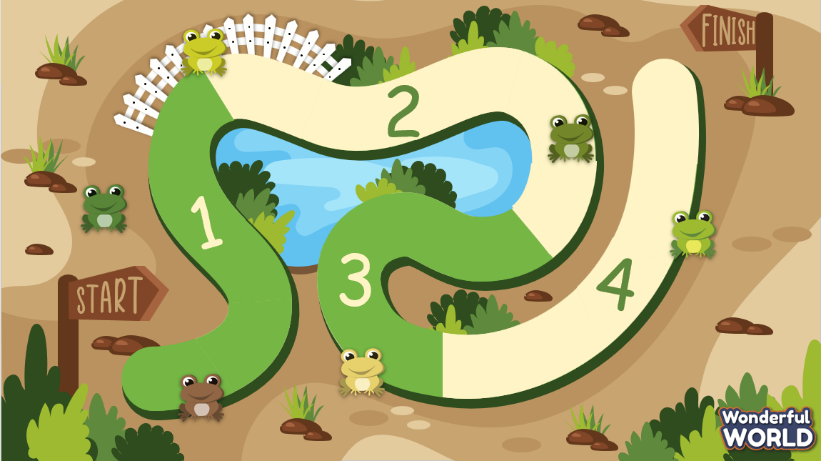 FINISH
2
1
3
4
START
Wonderful
WORLD